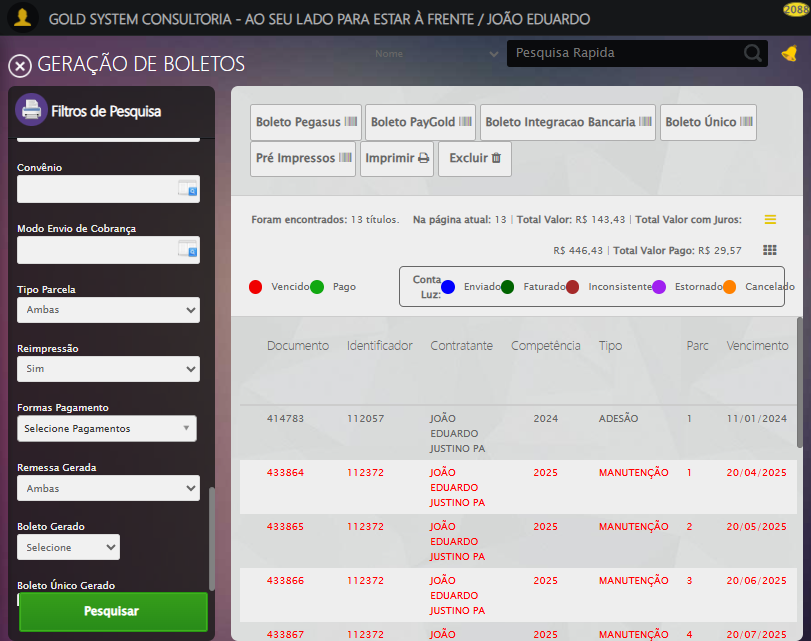 GOLD SYSTEM CONSULTORIA - AO SEU LADO PARA ESTAR À FRENTE / JOÃO EDUARDO
2088
GERAÇÃO DE BOLETOS
Nome
Pesquisa Rapida
Filtros de Pesquisa
Convênio
Modo Envio de Cobrança
Tipo Parcela
Ambas
Reimpressão
Sim
Formas Pagamento
Selecione Pagamentos
Remessa Gerada
Ambas
Boleto Gerado
Selecione
Boleto Único Gerado
Pesquisar
Boleto Pegasus
Boleto PayGold
Boleto Integracao Bancaria
Boleto Único
Pré Impressos
Imprimir
Excluir
Foram encontrados: 13 títulos. Na página atual: 13 | Total Valor: R$ 143,43 | Total Valor com Juros:
R$ 446,43 | Total Valor Pago: R$ 29,57
Vencido Pago
Conta Luz: Enviado Faturado Inconsistente Estornado Cancelado
Documento Identificador Contratante Competência Tipo Parc Vencimento
414783 112057 JOÃO EDUARDO JUSTINO PA 2024 ADESÃO 1 11/01/2024
433864 112372 JOÃO EDUARDO JUSTINO PA 2025 MANUTENÇÃO 1 20/04/2025
433865 112372 JOÃO EDUARDO JUSTINO PA 2025 MANUTENÇÃO 2 20/05/2025
433866 112372 JOÃO EDUARDO JUSTINO PA 2025 MANUTENÇÃO 3 20/06/2025
433867 112372 JOÃO 2025 MANUTENÇÃO 4 20/07/2025